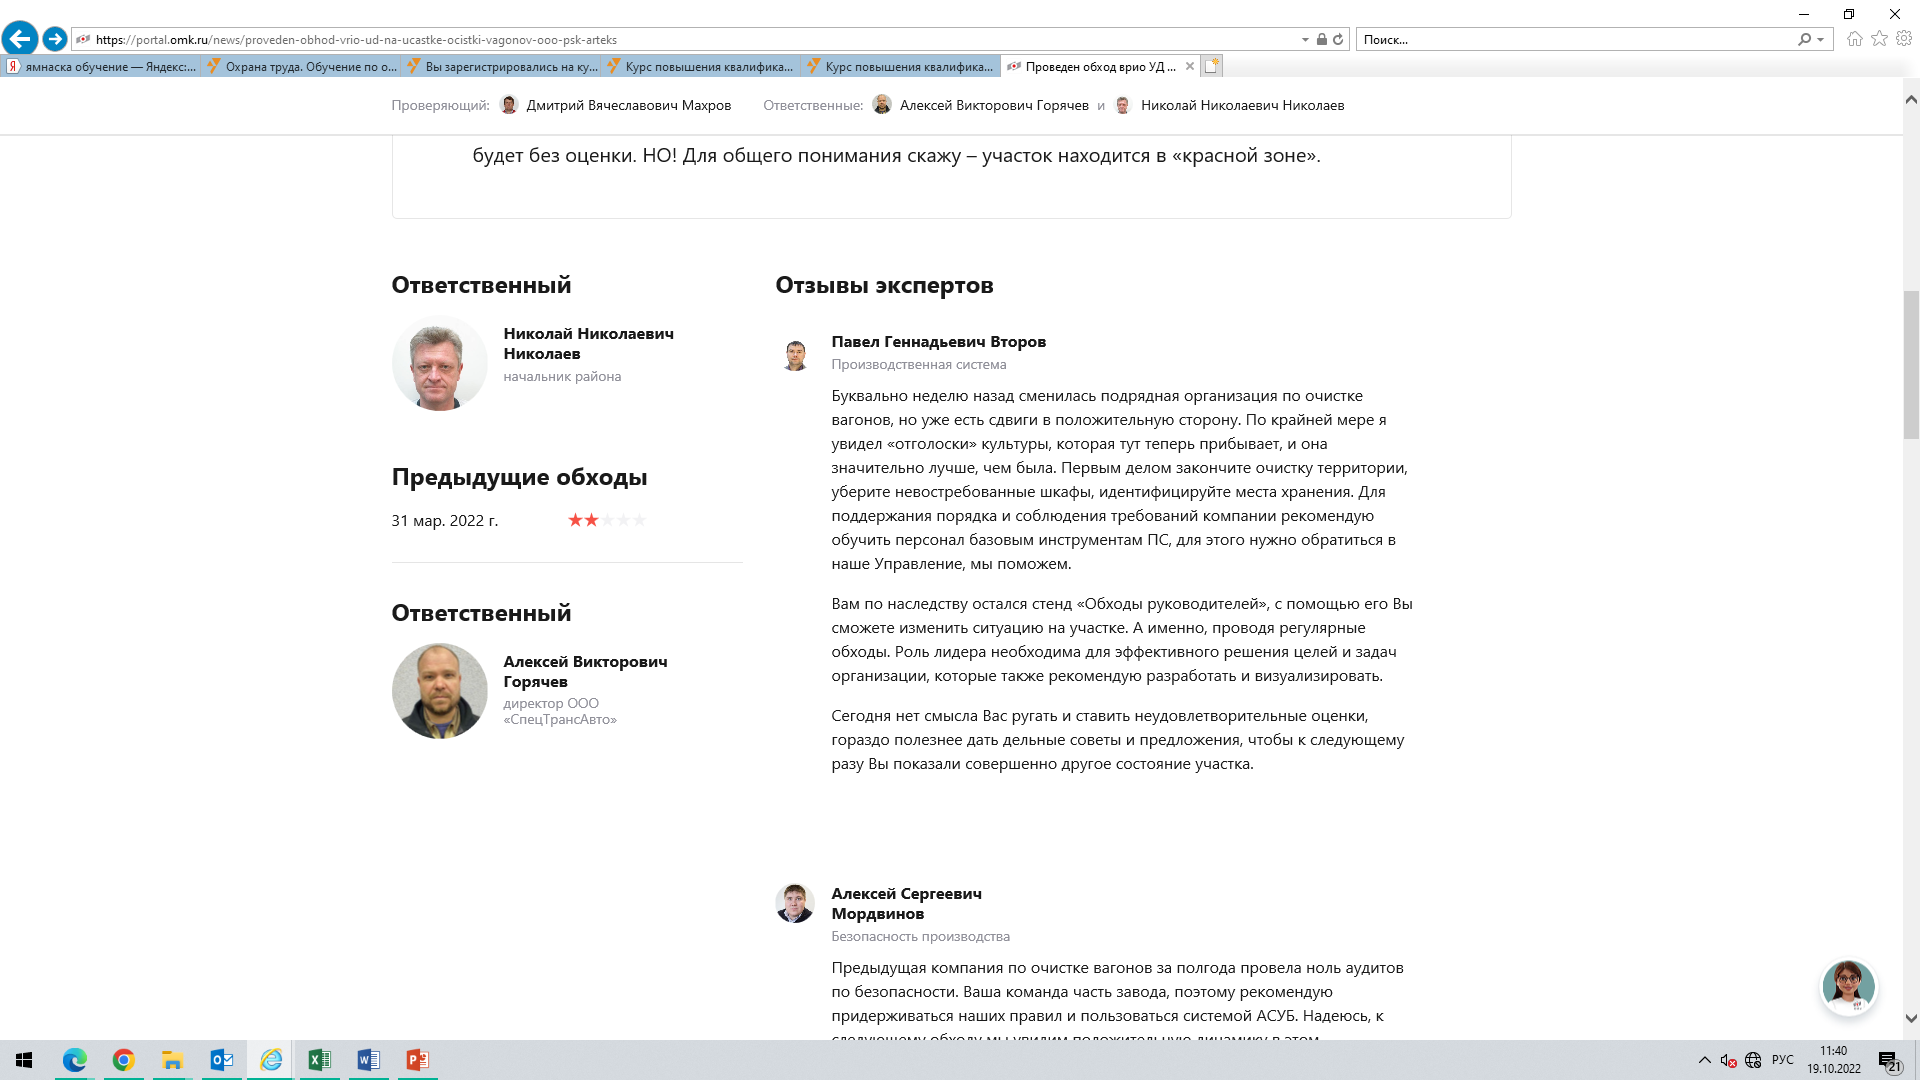 https://portal.omk.ru/news/proveden-obhod-vrio-ud-na-ucastke-ocistki-vagonov-ooo-psk-arteks
Поиск...
ямнаска обучение — Яндекс:...
Охрана труда. Обучение по о...
Вы зарегистрировались на ку...
Курс повышения квалифика...
Курс повышения квалифика...
Проведен обход врио УД ...
Проверяющий: Дмитрий Вячеславович Махров Ответственные: Алексей Викторович Горячев и Николай Николаевич Николаев
будет без оценки. НО! Для общего понимания скажу – участок находится в «красной зоне».
Ответственный
Николай Николаевич
Николаев
начальник района
Предыдущие обходы
31 мар. 2022 г.
Ответственный
Алексей Викторович
Горячев
директор ООО
«СпецТрансАвто»
Отзывы экспертов
Павел Геннадьевич Второв
Производственная система
Буквально неделю назад сменилась подрядная организация по очистке
вагонов, но уже есть сдвиги в положительную сторону. По крайней мере я
увидел «отголоски» культуры, которая тут теперь прибывает, и она
значительно лучше, чем была. Первым делом закончите очистку территории,
уберите невостребованные шкафы, идентифицируйте места хранения. Для
поддержания порядка и соблюдения требований компании рекомендую
обучить персонал базовым инструментам ПС, для этого нужно обратиться в
наше Управление, мы поможем.
Вам по наследству остался стенд «Обходы руководителей», с помощью его Вы
сможете изменить ситуацию на участке. А именно, проводя регулярные
обходы. Роль лидера необходима для эффективного решения целей и задач
организации, которые также рекомендую разработать и визуализировать.
Сегодня нет смысла Вас ругать и ставить неудовлетворительные оценки,
гораздо полезнее дать дельные советы и предложения, чтобы к следующему
разу Вы показали совершенно другое состояние участка.
Алексей Сергеевич
Мордвинов
Безопасность производства
Предыдущая компания по очистке вагонов за полгода провела ноль аудитов
по безопасности. Ваша команда часть завода, поэтому рекомендую
придерживаться наших правил и пользоваться системой АСУБ. Надеюсь, к
следующему обходу мы увидим положительную динамику в этом
РУС
11:40
19.10.2022
21